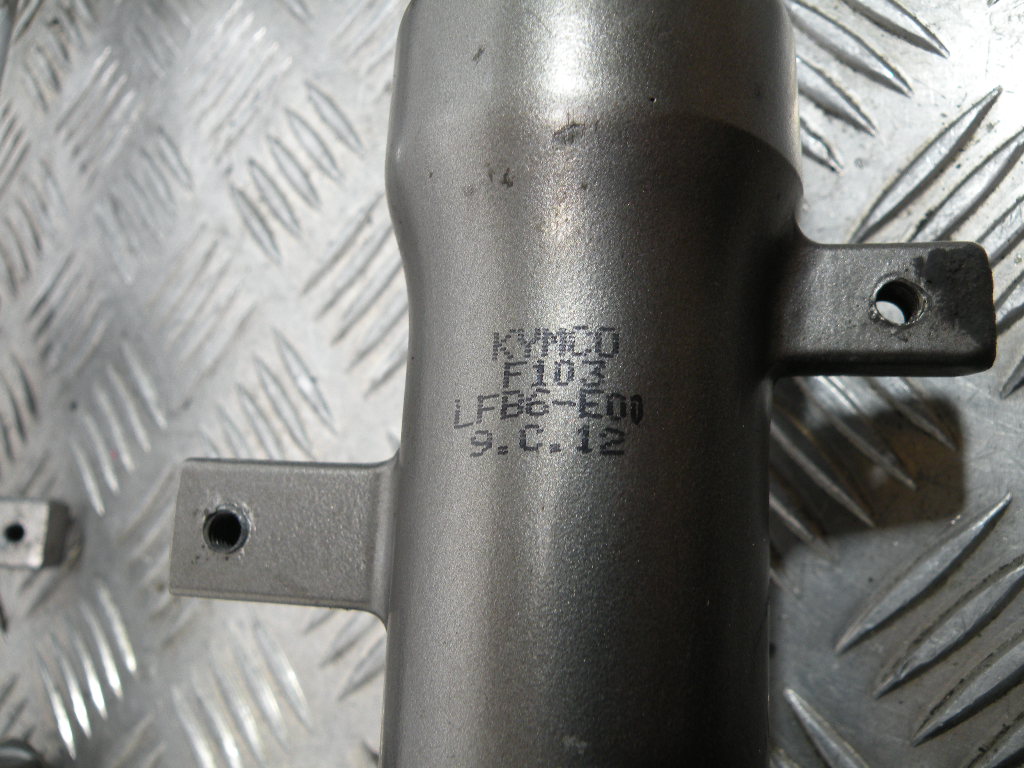 KYMCO
F103
LFB6-E00
9.C.12